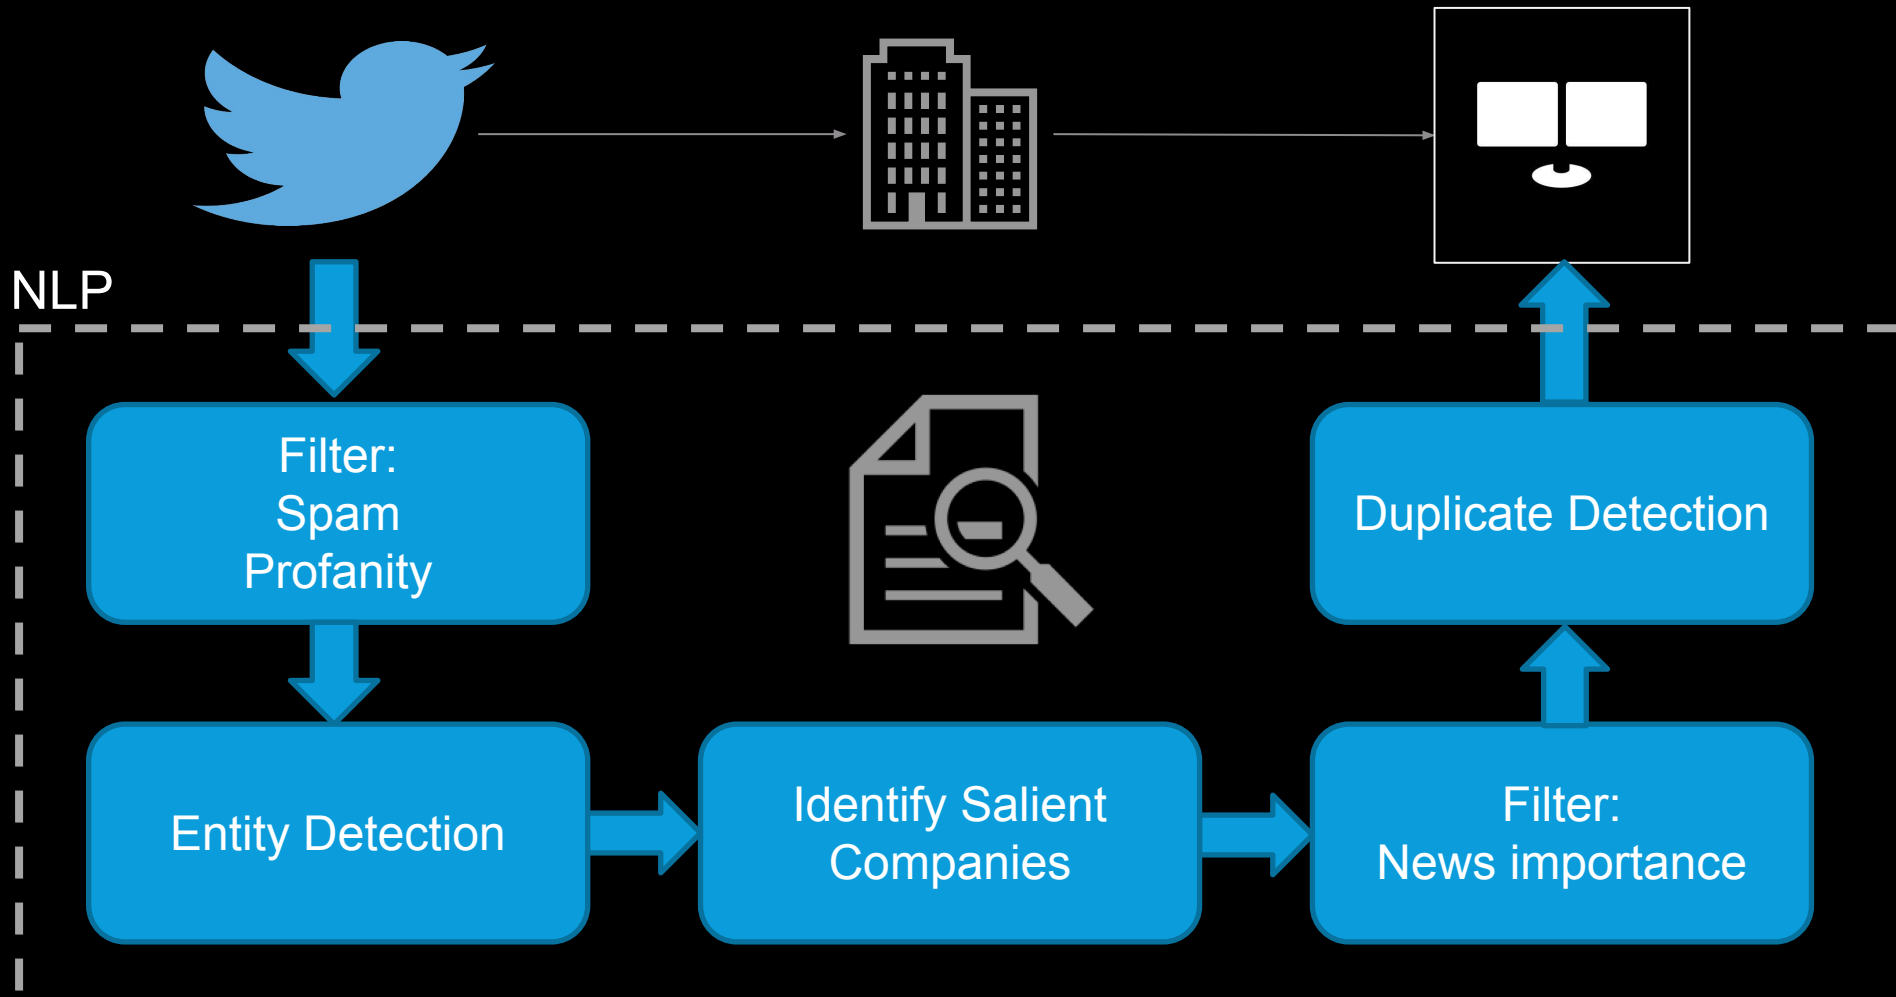 NLP
Filter:
Spam
Profanity
Duplicate Detection
Entity Detection
Identify Salient
Companies
Filter:
News importance